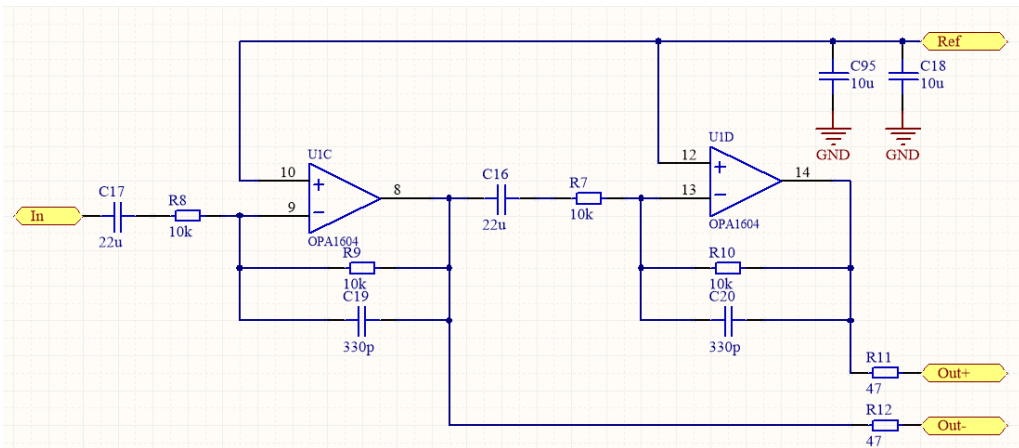 Ref
C95
10u
C18
10u
GND
GND
U1C
10
9
8
OPA1604
U1D
12
13
14
OPA1604
In
C17
22u
R8
10k
C16
22u
R7
10k
R9
10k
C19
330p
R10
10k
C20
330p
R11
47
Out+
R12
47
Out-